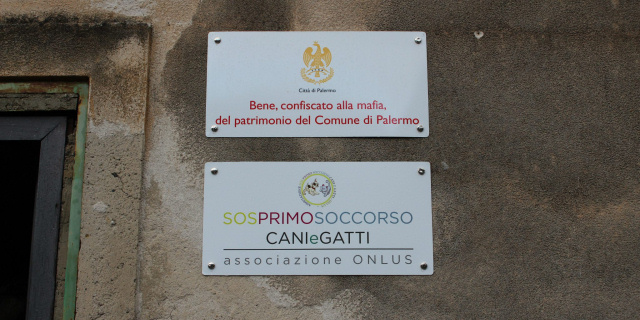 Città di Palermo
Bene, confiscato alla mafia,
del patrimonio del Comune di Palermo
SOSPRIMOSOCCORSO
CANIeGATTI
associazione ONLUS